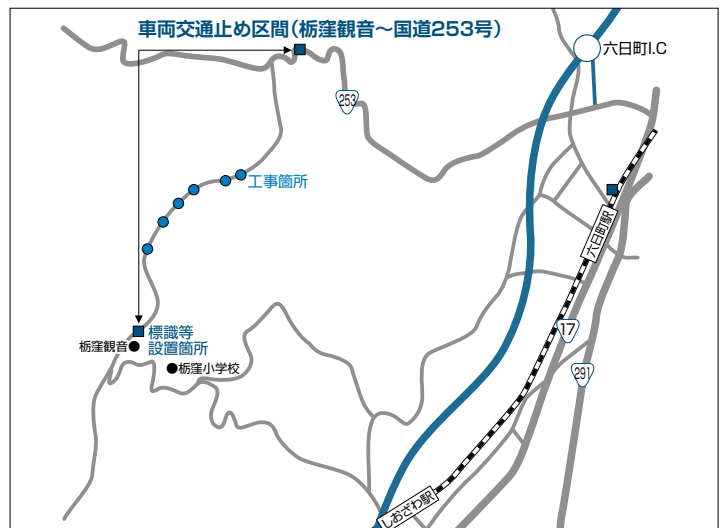 車両交通止め区間(栃窪観音～国道253号)
六日町I.C
253
工事箇所
六日町駅
標識等
設置箇所
栃窪観音
栃窪小学校
17
291
しおざわ駅